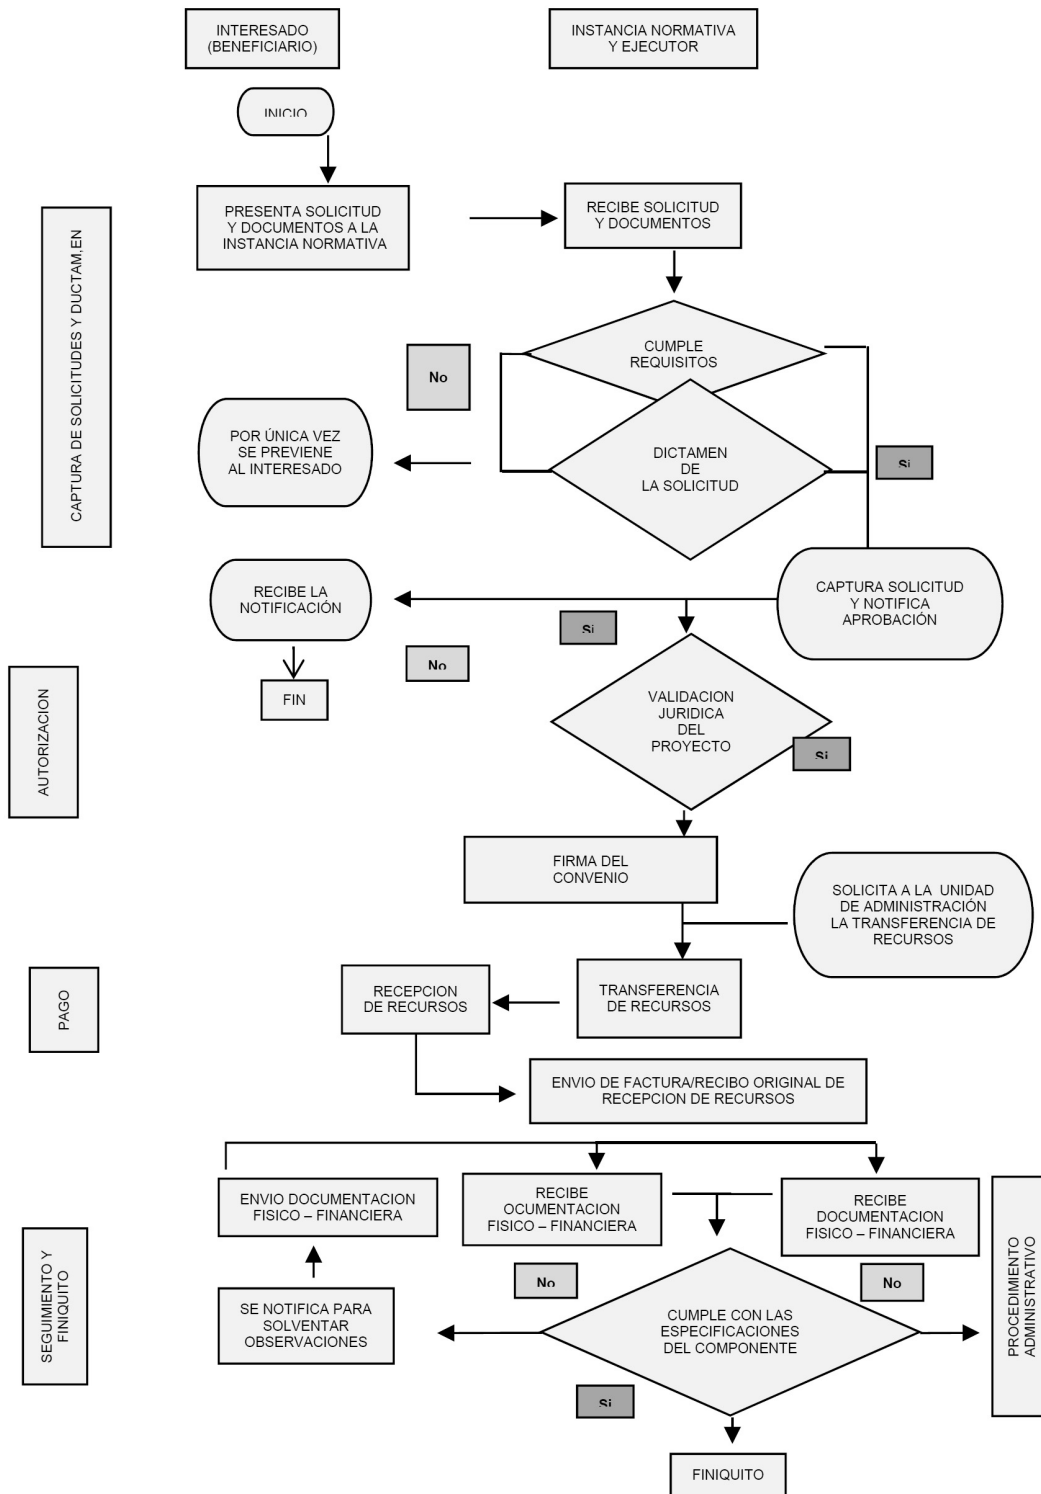 INTERESADO
(BENEFICIARIO)
INSTANCIA NORMATIVA
Y EJECUTOR
INICIO
CAPTURA DE SOLICITUDES Y DUCTAM,EN
PRESENTA SOLICITUD
Y DOCUMENTOS A LA
INSTANCIA NORMATIVA
RECIBE SOLICITUD
Y DOCUMENTOS
CUMPLE
REQUISITOS
No
POR ÚNICA VEZ
SE PREVIENE
AL INTERESADO
DICTAMEN
DE
LA SOLICITUD
Si
RECIBE LA
NOTIFICACIÓN
CAPTURA SOLICITUD
Y NOTIFICA
APROBACIÓN
Si
No
FIN
AUTORIZACION
VALIDACION
JURIDICA
DEL
PROYECTO
Si
FIRMA DEL
CONVENIO
SOLICITA A LA UNIDAD
DE ADMINISTRACIÓN
LA TRANSFERENCIA DE
RECURSOS
PAGO
RECEPCION
DE RECURSOS
TRANSFERENCIA
DE RECURSOS
ENVIO DE FACTURA/RECIBO ORIGINAL DE
RECEPCION DE RECURSOS
ENVIO DOCUMENTACION
FISICO – FINANCIERA
RECIBE
OCUMENTACION
FISICO – FINANCIERA
RECIBE
DOCUMENTACION
FISICO – FINANCIERA
SEGUIMIENTO Y
FINIQUITO
No
No
SE NOTIFICA PARA
SOLVENTAR
OBSERVACIONES
CUMPLE CON LAS
ESPECIFICACIONES
DEL COMPONENTE
PROCEDIMIENTO
ADMINISTRATIVO
Si
FINIQUITO